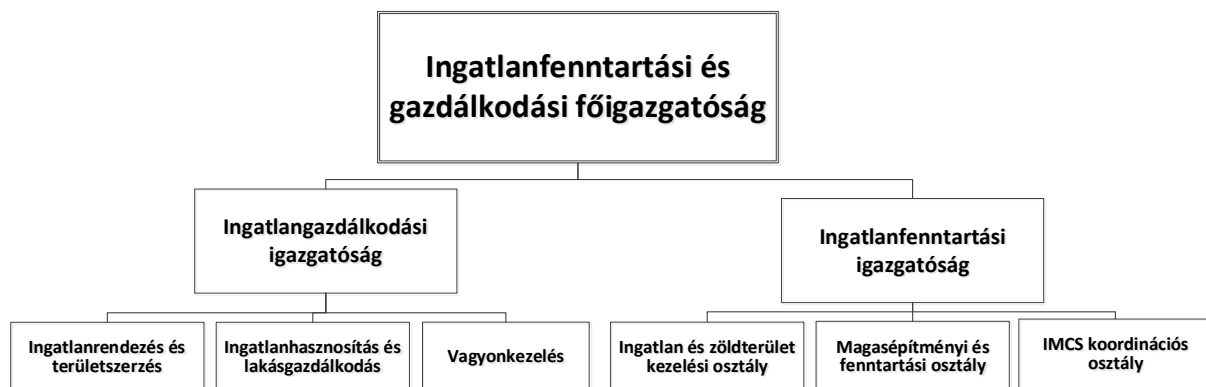 Ingatlanfenntartási és
gazdálkodási főigazgatóság
Ingatlangazdálkodási
igazgatóság
Ingatlanfenntartási
igazgatóság
Ingatlanrendezés és
területszerzés
Ingatlanhasznosítás és
lakásgazdálkodás
Vagyonkezelés
Ingatlan és zöldterület
kezelési osztály
Magasépítményi és
fenntartási osztály
IMCS koordinációs
osztály